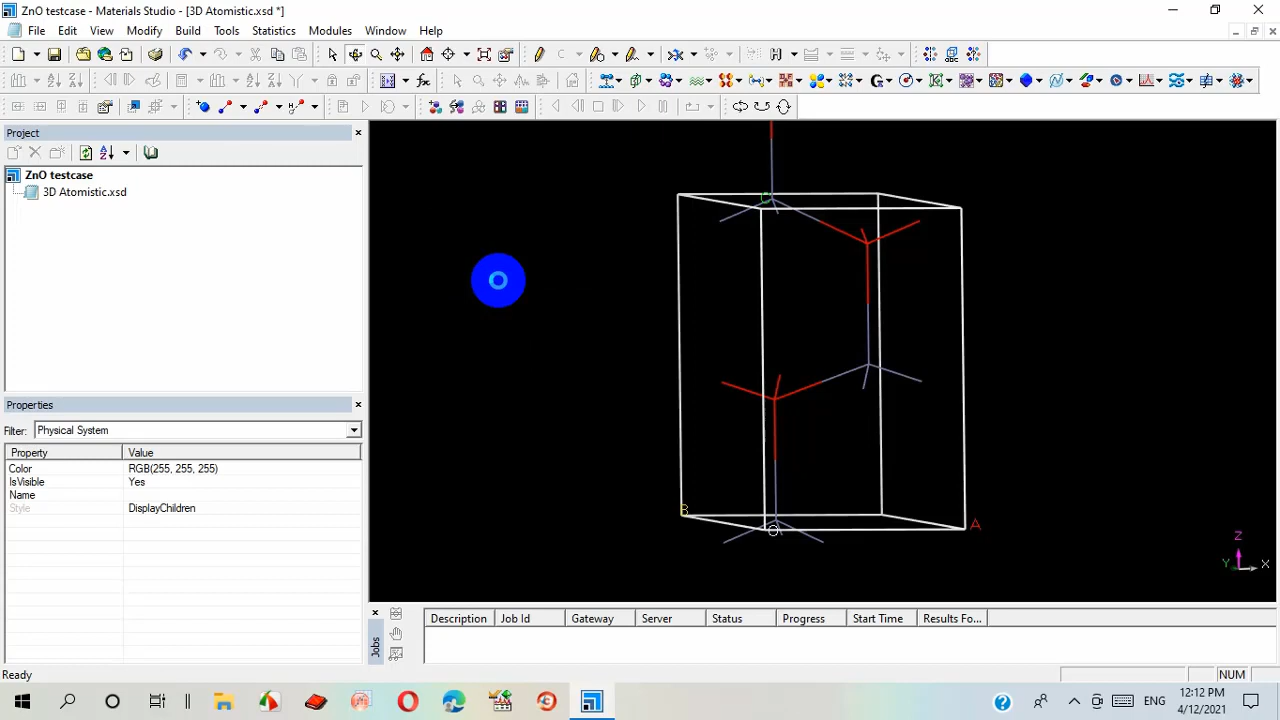 ZnO testcase - Materials Studio - [3D Atomistic.xsd *]
File Edit View Modify Build Tools Statistics Modules Window Help
Project
ZnO testcase
3D Atomistic.xsd
Properties
Filter: Physical System
Property Value
Color RGB(255, 255, 255)
IsVisible Yes
Name
Style DisplayChildren
C
B
O
A
Z
Y
X
Jobs
Description Job Id Gateway Server Status Progress Start Time Results Fo...
Ready
NUM
ENG
12:12 PM
4/12/2021